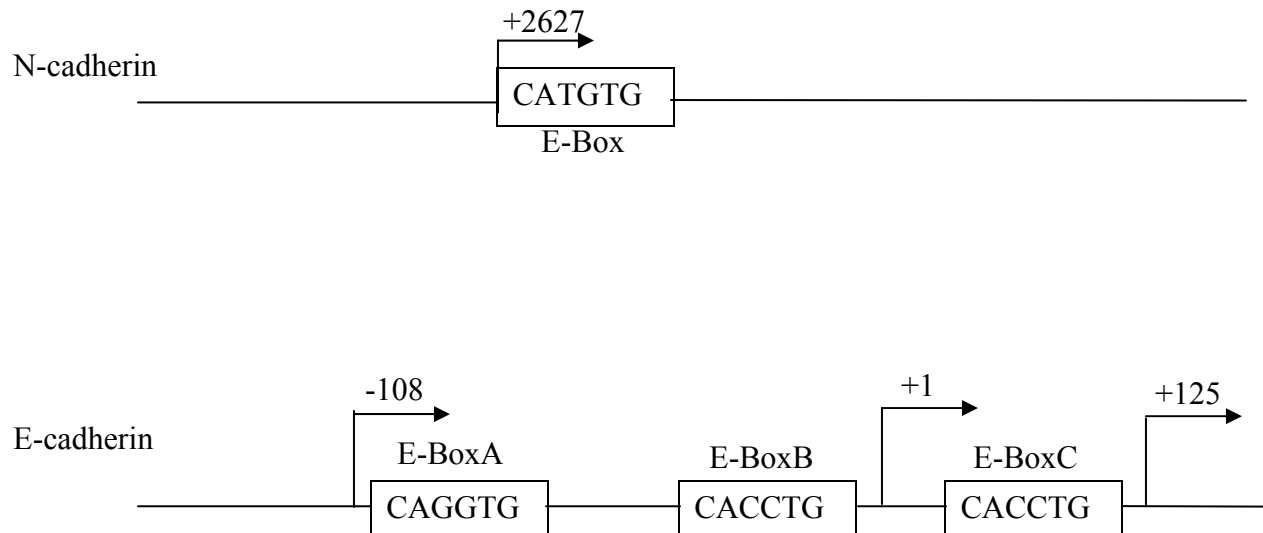 +2627
N-cadherin
CATGTG
E-Box
-108
+1
+125
E-cadherin
E-BoxA
E-BoxB
E-BoxC
CAGGTG
CACCTG
CACCTG